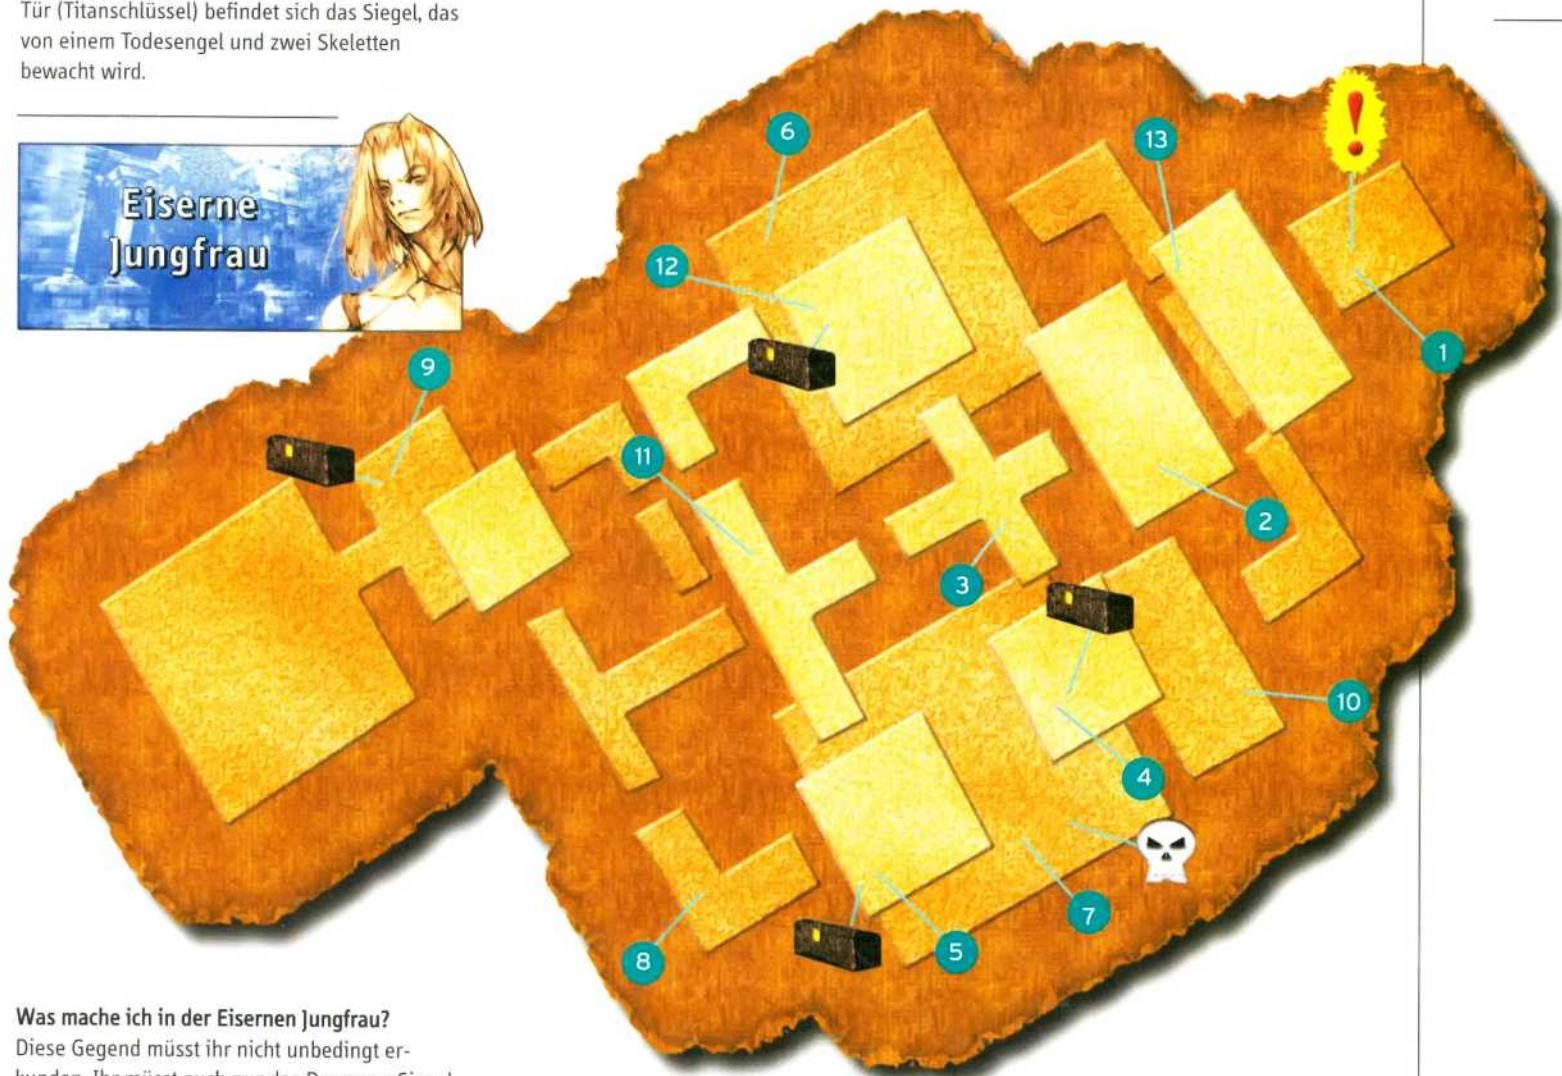 Tür (Titanschlüssel) befindet sich das Siegel, das
von einem Todesengel und zwei Skeletten
bewacht wird.
Eiserne
Jungfrau
6
13
!
12
1
9
11
2
3
10
4
7
5
8
Was mache ich in der Eisernen Jungfrau?
Diese Gegend müsst ihr nicht unbedingt er-